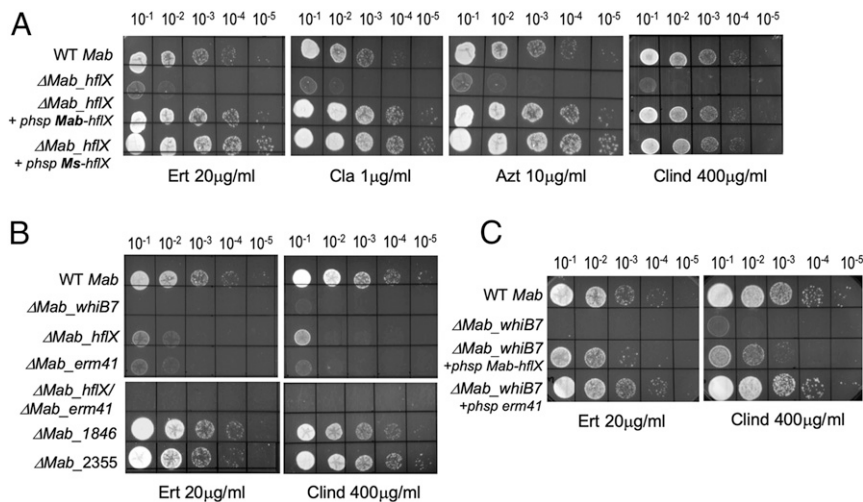 A
10-1 10-2 10-3 10-4 10-5 10-1 10-2 10-3 10-4 10-5 10-1 10-2 10-3 10-4 10-5 10-1 10-2 10-3 10-4 10-5
WT Mab
ΔMab_hflX
ΔMab_hflX
+ phsp Mab-hflX
ΔMab_hflX
+ phsp Ms-hflX
Ert 20µg/ml Cla 1µg/ml Azt 10µg/ml Clind 400µg/ml
B
10-1 10-2 10-3 10-4 10-5 10-1 10-2 10-3 10-4 10-5
WT Mab
ΔMab_whiB7
ΔMab_hflX
ΔMab_erm41
ΔMab_hflX/
ΔMab_erm41
ΔMab_1846
ΔMab_2355
Ert 20µg/ml Clind 400µg/ml
C
10-1 10-2 10-3 10-4 10-5 10-1 10-2 10-3 10-4 10-5
WT Mab
ΔMab_whiB7
ΔMab_whiB7
+phsp Mab-hflX
ΔMab_whiB7
+phsp erm41
Ert 20µg/ml Clind 400µg/ml